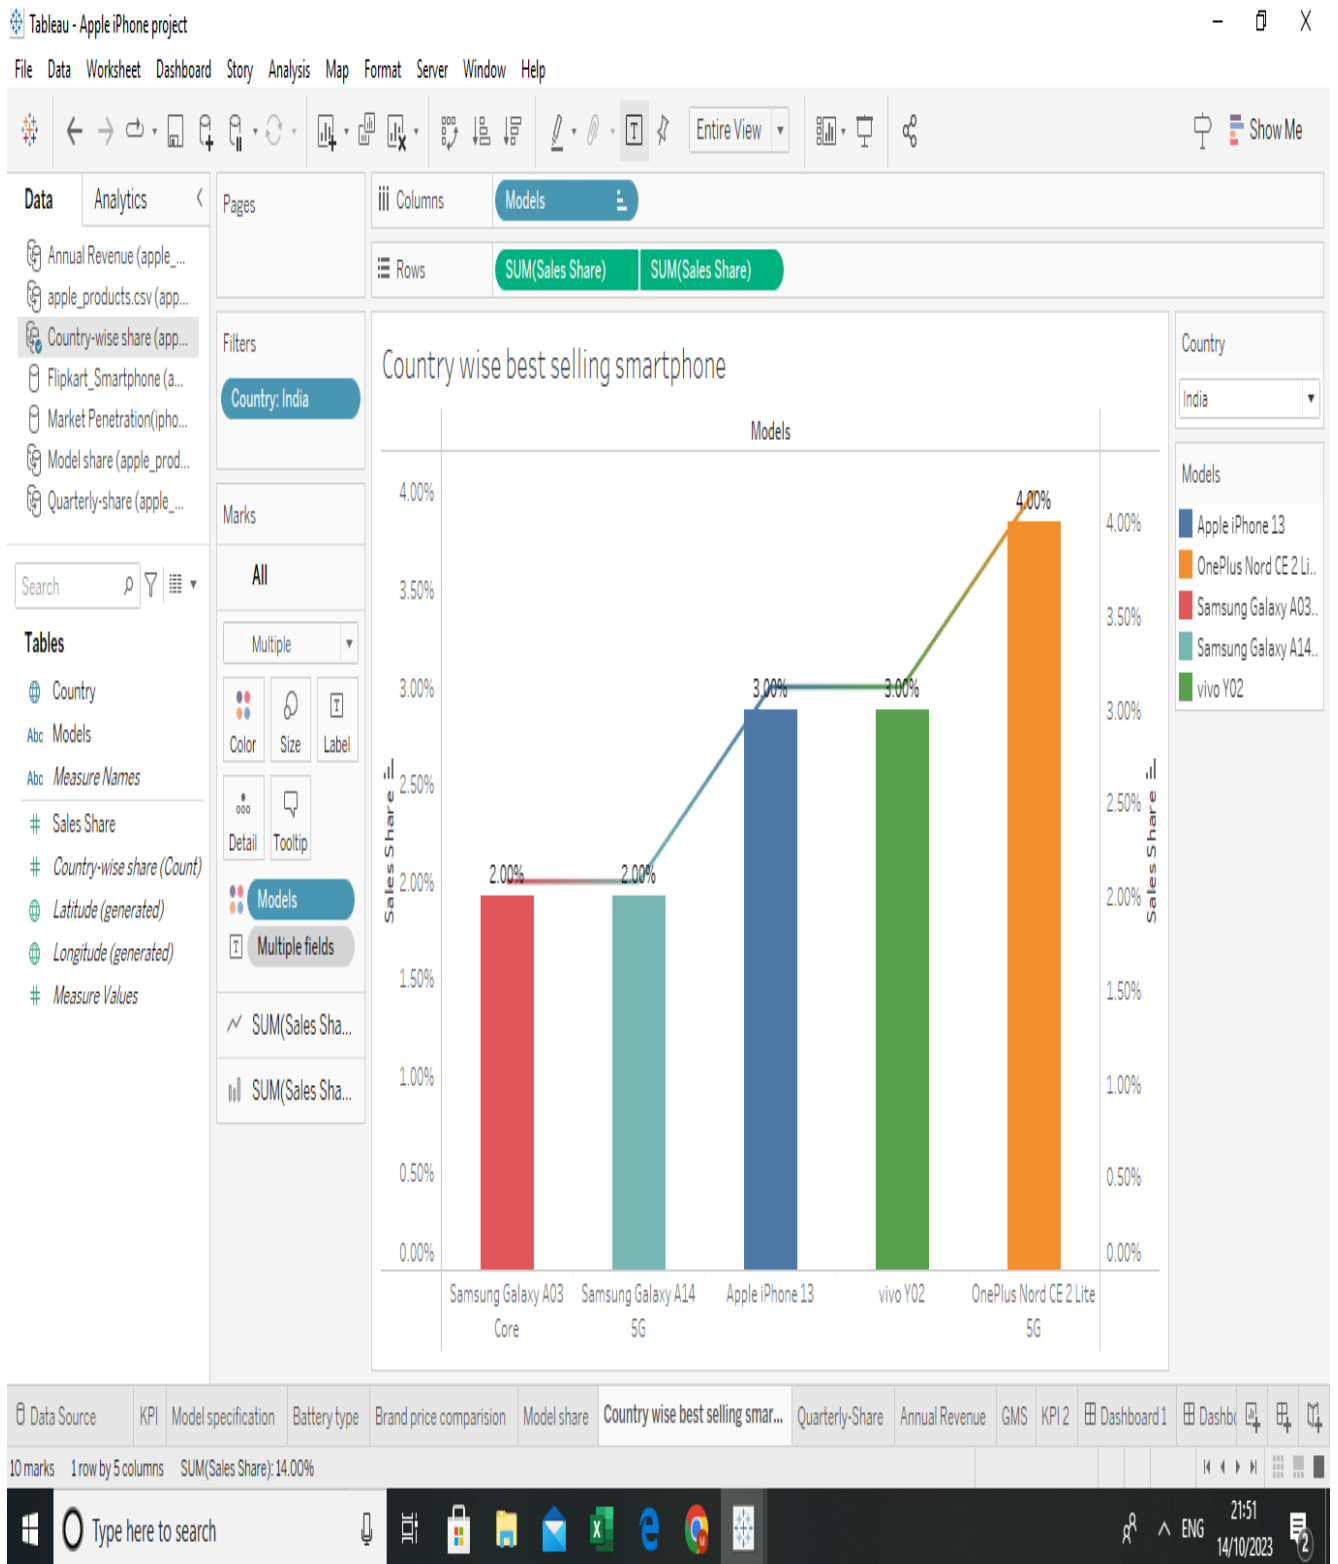 Tableau - Apple iPhone project
File Data Worksheet Dashboard Story Analysis Map Format Server Window Help
Entire View
Show Me
Data
Analytics
Annual Revenue (apple_...
apple_products.csv (app...
Country-wise share (app...
Flipkart_Smartphone (a...
Market Penetration(ipho...
Model share (apple_prod...
Quarterly-share (apple_...
Search
Tables
Country
Abc Models
Abc Measure Names
# Sales Share
# Country-wise share (Count)
Latitude (generated)
Longitude (generated)
# Measure Values
Pages
Filters
Country: India
Marks
All
Multiple
Color Size Label
Detail Tooltip
Models
Multiple fields
SUM(Sales Sha...
SUM(Sales Sha...
Columns
Models
Rows
SUM(Sales Share) SUM(Sales Share)
Country wise best selling smartphone
Models
4.00%
3.50%
3.00%
2.50%
2.00%
1.50%
1.00%
0.50%
0.00%
Sales Share
2.00%
2.00%
3.00%
3.00%
4.00%
4.00%
3.50%
3.00%
2.50%
2.00%
1.50%
1.00%
0.50%
0.00%
Sales Share
Samsung Galaxy A03
Core
Samsung Galaxy A14
5G
Apple iPhone 13
vivo Y02
OnePlus Nord CE 2 Lite
5G
Country
India
Models
Apple iPhone 13
OnePlus Nord CE 2 Li..
Samsung Galaxy A03..
Samsung Galaxy A14..
vivo Y02
Data Source KPI Model specification Battery type Brand price comparision Model share Country wise best selling smar... Quarterly-Share Annual Revenue GMS KPI 2 Dashboard 1 Dashbo
10 marks 1 row by 5 columns SUM(Sales Share): 14.00%
Type here to search
ENG
21:51
14/10/2023
2